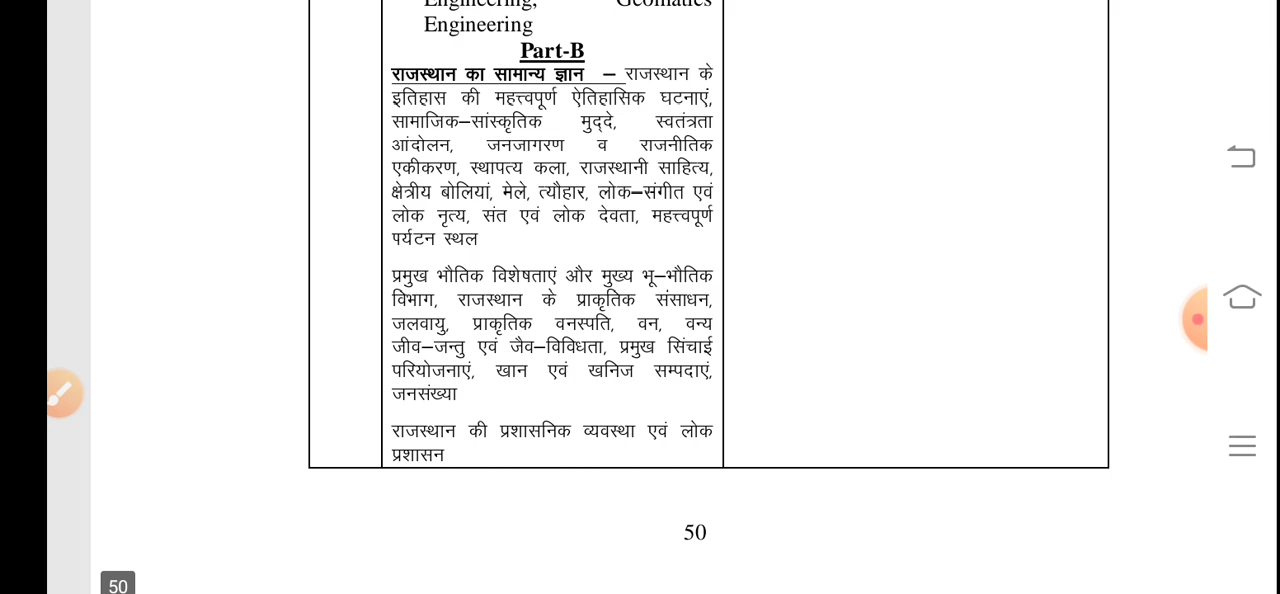 Engineering, Geomatics
Engineering
Part-B
राजस्थान का सामान्य ज्ञान – राजस्थान के
इतिहास की महत्त्वपूर्ण ऐतिहासिक घटनाएं,
सामाजिक–सांस्कृतिक मुद्दे, स्वतंत्रता
आंदोलन, जनजागरण व राजनीतिक
एकीकरण, स्थापत्य कला, राजस्थानी साहित्य,
क्षेत्रीय बोलियां, मेले, त्यौहार, लोक–संगीत एवं
लोक नृत्य, संत एवं लोक देवता, महत्त्वपूर्ण
पर्यटन स्थल
प्रमुख भौतिक विशेषताएं और मुख्य भू–भौतिक
विभाग, राजस्थान के प्राकृतिक संसाधन,
जलवायु, प्राकृतिक वनस्पति, वन, वन्य
जीव–जन्तु एवं जैव–विविधता, प्रमुख सिंचाई
परियोजनाएं, खान एवं खनिज सम्पदाएं,
जनसंख्या
राजस्थान की प्रशासनिक व्यवस्था एवं लोक
प्रशासन
50
50